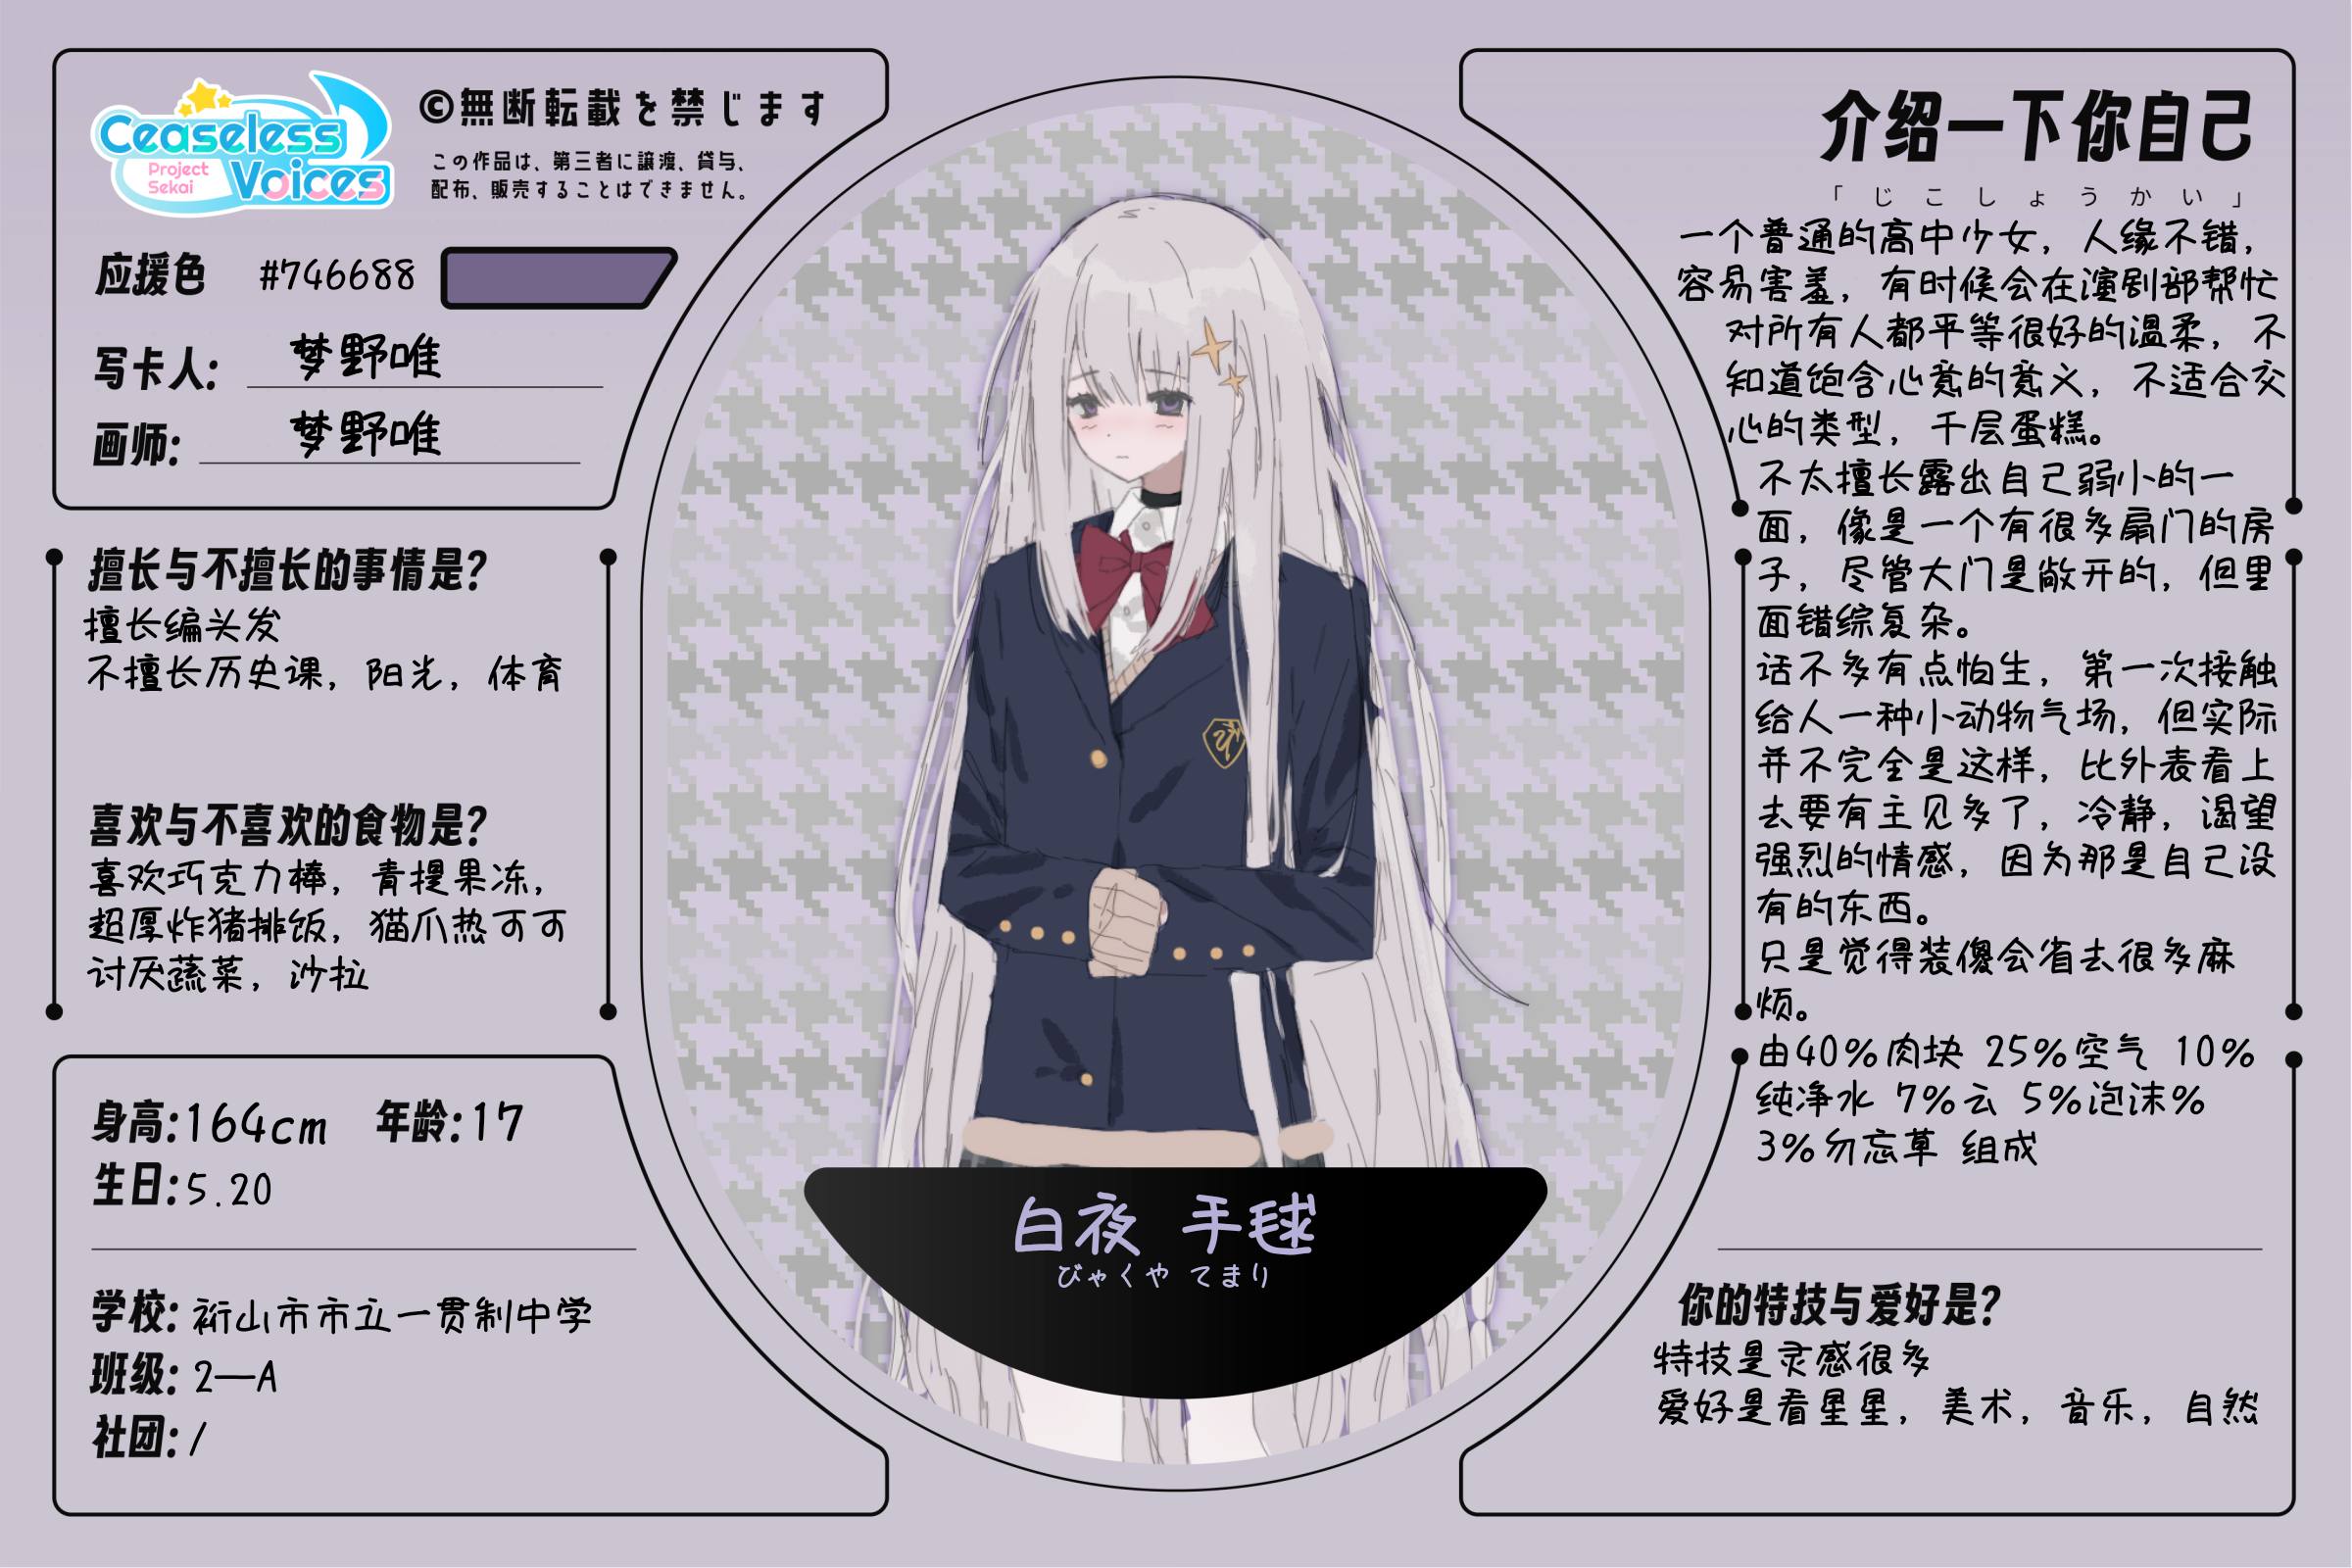 Ceaseless
Voices
Project
Sekai
©無断転載を禁じます
この作品は、第三者に譲渡、貸与、
配布、販売することはできません。
应援色 #746688
写卡人: 梦野唯
画师: 梦野唯
擅长与不擅长的事情是?
擅长编头发
不擅长历史课，阳光，体育
喜欢与不喜欢的食物是?
喜欢巧克力棒，青提果冻，
超厚炸猪排饭，猫爪热可可
讨厌蔬菜，沙拉
身高:164cm 年龄:17
生日:5.20
学校: 裄山市市立一贯制中学
班级: 2—A
社团: /
白夜 手毬
びゃくや てまり
介绍一下你自己
「じこしょうかい」
一个普通的高中少女，人缘不错，
容易害羞，有时候会在演剧部帮忙
对所有人都平等很好的温柔，不
知道饱含心意的意义，不适合交
心的类型，千层蛋糕。
不太擅长露出自己弱小的一
面，像是一个有很多扇门的房
子，尽管大门是敞开的，但里
面错综复杂。
话不多有点怕生，第一次接触
给人一种小动物气场，但实际
并不完全是这样，比外表看上
去要有主见多了，冷静，渴望
强烈的情感，因为那是自己没
有的东西。
只是觉得装傻会省去很多麻
烦。
由40%肉块 25%空气 10%
纯净水 7%云 5%泡沫%
3%勿忘草 组成
你的特技与爱好是?
特技是灵感很多
爱好是看星星，美术，音乐，自然